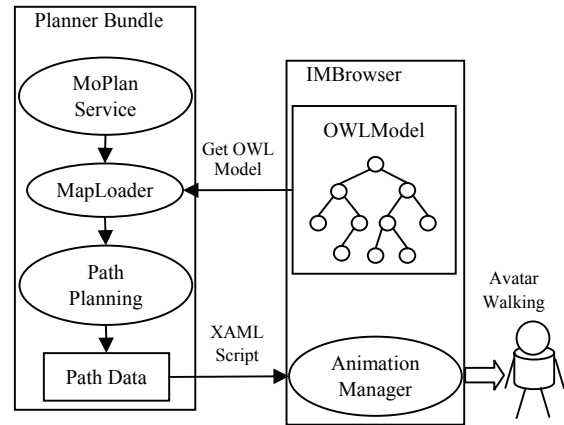 Planner Bundle
MoPlan
Service
MapLoader
Path
Planning
Path Data
Get OWL
Model
XAML
Script
IMBrowser
OWLModel
Animation
Manager
Avatar
Walking